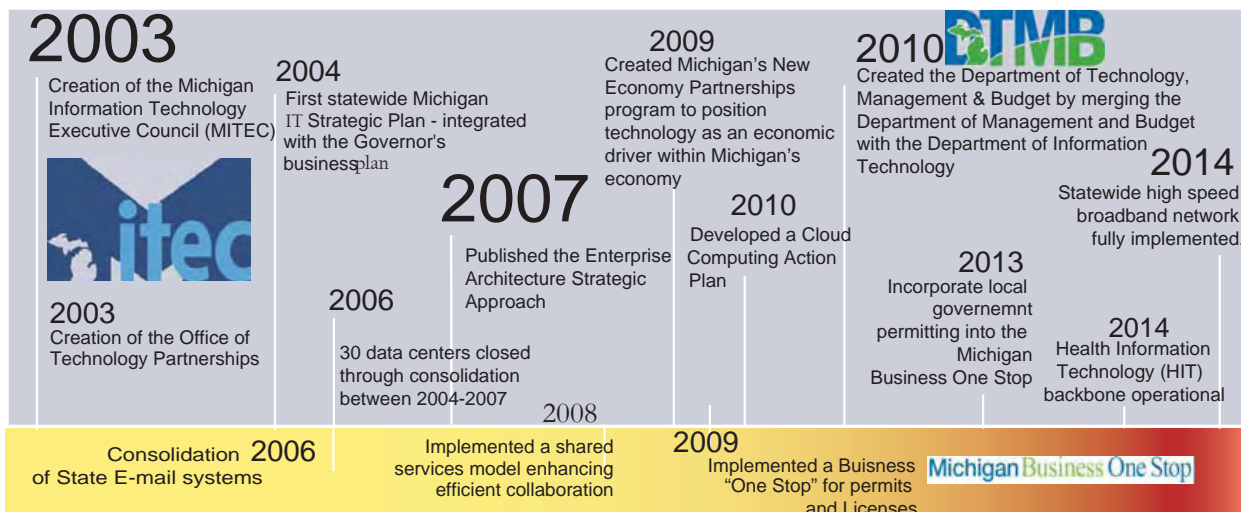 2003
Creation of the Michigan
Information Technology
Executive Council (MITEC)
itec
2003
Creation of the Office of
Technology Partnerships
2004
First statewide Michigan
IT Strategic Plan - integrated
with the Governor's
business plan
2006
30 data centers closed
through consolidation
between 2004-2007
2007
Published the Enterprise
Architecture Strategic
Approach
2009
Created Michigan's New
Economy Partnerships
program to position
technology as an economic
driver within Michigan's
economy
2010
Developed a Cloud
Computing Action
Plan
2010
DTMB
Created the Department of Technology,
Management & Budget by merging the
Department of Management and Budget
with the Department of Information
Technology
2013
Incorporate local
governemnt
permitting into the
Michigan
Business One Stop
2014
Statewide high speed
broadband network
fully implemented.
2014
Health Information
Technology (HIT)
backbone operational
Consolidation 2006
of State E-mail systems
2008
Implemented a shared
services model enhancing
efficient collaboration
2009
Implemented a Buisness
“One Stop” for permits
and Licenses
Michigan Business One Stop